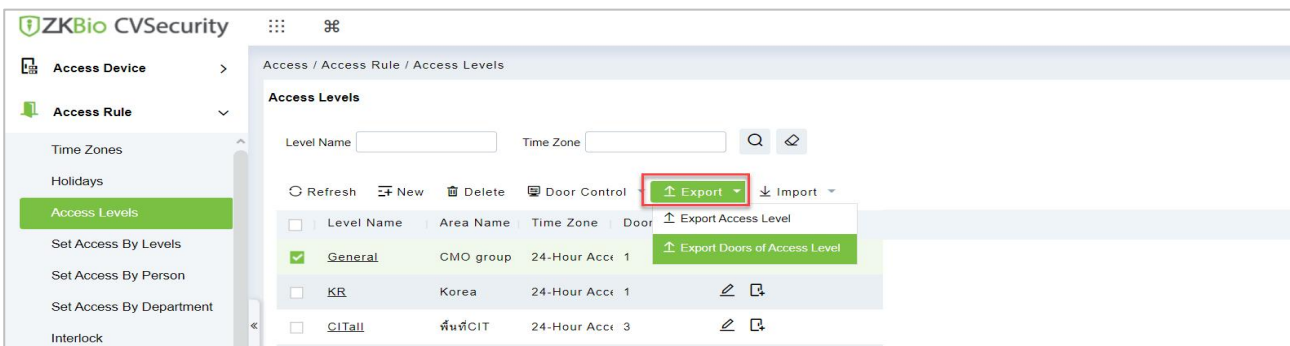 ZKBio CVSecurity
Access Device
Access / Access Rule / Access Levels
Access Rule
Access Levels
Time Zones
Level Name
Time Zone
Holidays
Refresh New Delete Door Control Export Import
Access Levels
Level Name Area Name Time Zone Door
Export Access Level
Export Doors of Access Level
Set Access By Levels
General CMO group 24-Hour Acce 1
Set Access By Person
KR Korea 24-Hour Acce 1
Set Access By Department
CITall พื้นที่CIT 24-Hour Acce 3
Interlock